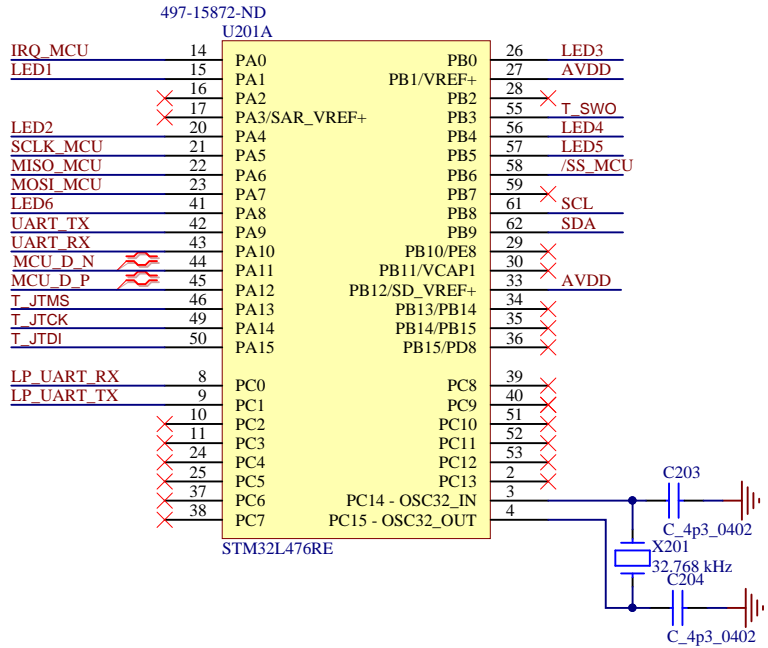 497-15872-ND
U201A
IRQ_MCU 14 PA0 PB0 26 LED3
LED1 15 PA1 PB1/VREF+ 27 AVDD
16 PA2 PB2 28
17 PA3/SAR_VREF+ PB3 55 T_SWO
LED2 20 PA4 PB4 56 LED4
SCLK_MCU 21 PA5 PB5 57 LED5
MISO_MCU 22 PA6 PB6 58 /SS_MCU
MOSI_MCU 23 PA7 PB7 59
LED6 41 PA8 PB8 61 SCL
UART_TX 42 PA9 PB9 62 SDA
UART_RX 43 PA10 PB10/PE8 29
MCU_D_N 44 PA11 PB11/VCAP1 30
MCU_D_P 45 PA12 PB12/SD_VREF+ 33 AVDD
T_JTMS 46 PA13 PB13/PB14 34
T_JTCK 49 PA14 PB14/PB15 35
T_JTDI 50 PA15 PB15/PD8 36
LP_UART_RX 8 PC0 PC8 39
LP_UART_TX 9 PC1 PC9 40
10 PC2 PC10 51
11 PC3 PC11 52
24 PC4 PC12 53
25 PC5 PC13 2
37 PC6 PC14 - OSC32_IN 3
38 PC7 PC15 - OSC32_OUT 4
STM32L476RE
C203
C_4p3_0402
X201
32.768 kHz
C204
C_4p3_0402